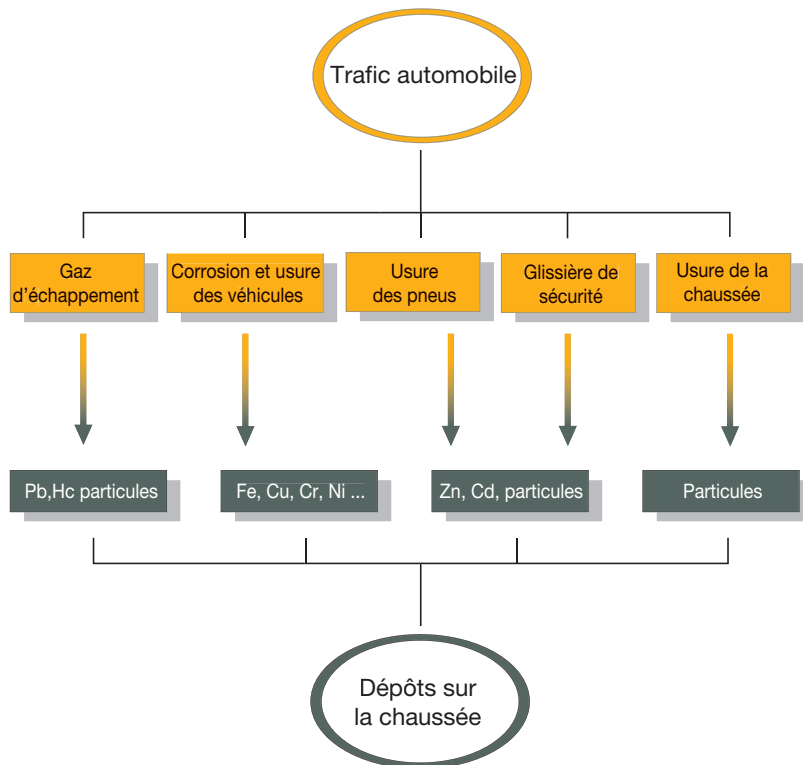 Trafic automobile
Gaz
d'échappement
Corrosion et usure
des véhicules
Usure
des pneus
Glissière de
sécurité
Usure de la
chaussée
Pb,Hc particules
Fe, Cu, Cr, Ni ...
Zn, Cd, particules
Particules
Dépôts sur
la chaussée